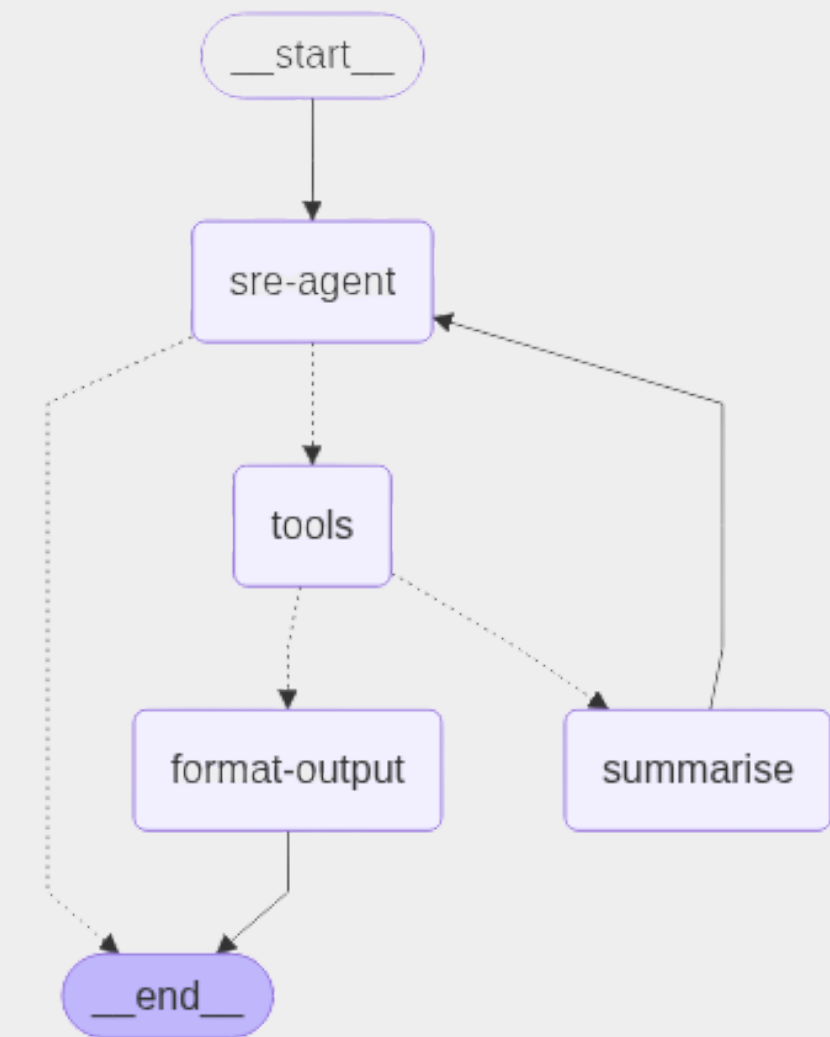 __start__
sre-agent
tools
format-output
summarise
__end__